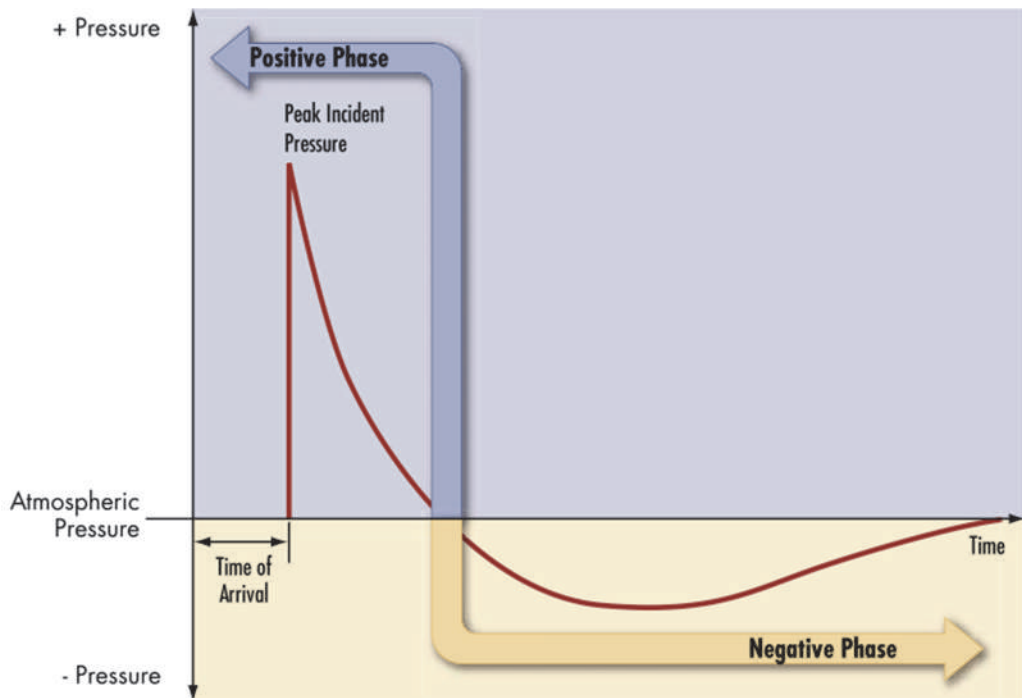 + Pressure
Positive Phase
Peak Incident
Pressure
Atmospheric
Pressure
Time
Time of
Arrival
Negative Phase
- Pressure